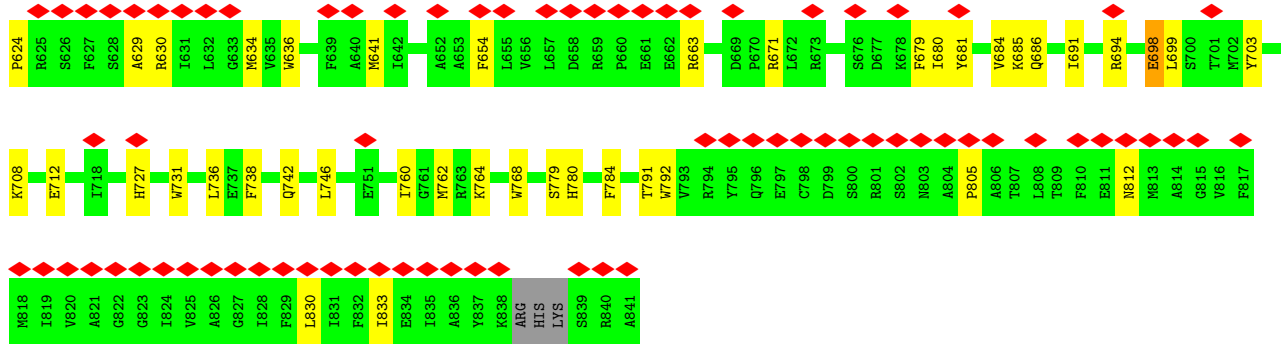 P624 R625 S626 F627 S628 A629 R630 I631 L632 G633 M634 V635 W636 F639 A640 M641 I642 A652 A653 F654 L655 V656 L657 D658 R659 P660 E661 E662 R663 D669 P670 R671 L672 R673 S676 D677 K678 F679 I680 Y681 V684 K685 Q686 I691 R694 E698 L699 S700 T701 M702 Y703
K708 E712 I718 H727 W731 L736 E737 F738 Q742 L746 E751 I760 G761 M762 R763 K764 W768 S779 H780 F784 T791 W792 V793 R794 Y795 Q796 E797 C798 D799 S800 R801 S802 N803 A804 P805 A806 T807 L808 T809 F810 E811 N812 M813 A814 G815 V816 F817
M818 I819 V820 A821 G822 G823 I824 V825 A826 G827 I828 F829 L830 I831 F832 I833 E834 I835 A836 Y837 K838 ARG HIS LYS S839 R840 A841